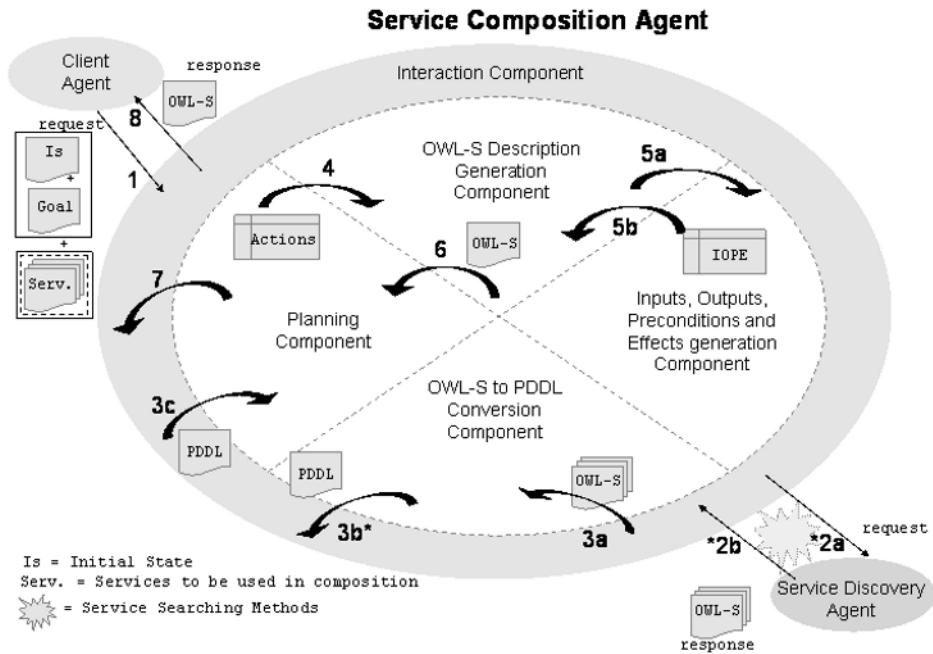 Service Composition Agent
Client
Agent
response
OWL-S
Interaction Component
request
8
Is
+
Goal
+
Serv.
1
OWL-S Description
Generation
Component
4
5a
Actions
6
OWL-S
5b
IOPE
7
Planning
Component
Inputs, Outputs,
Preconditions and
Effects generation
Component
OWL-S to PDDL
Conversion
Component
3c
PDDL
PDDL
3b*
OWL-S
3a
*2b
*2a
request
OWL-S
response
Service Discovery
Agent
Is = Initial State
Serv. = Services to be used in composition
= Service Searching Methods